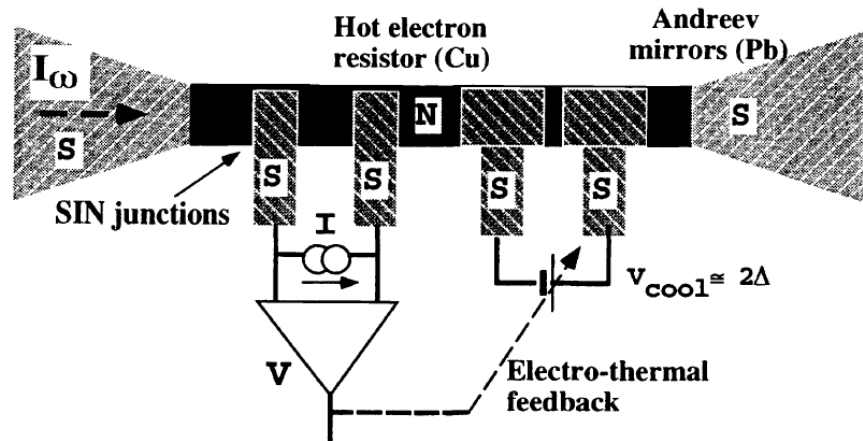 Hot electron
resistor (Cu)
Andreev
mirrors (Pb)
Iω
S
N
S
S
S
S
S
SIN junctions
I
Vcool≅ 2Δ
V
Electro-thermal
feedback